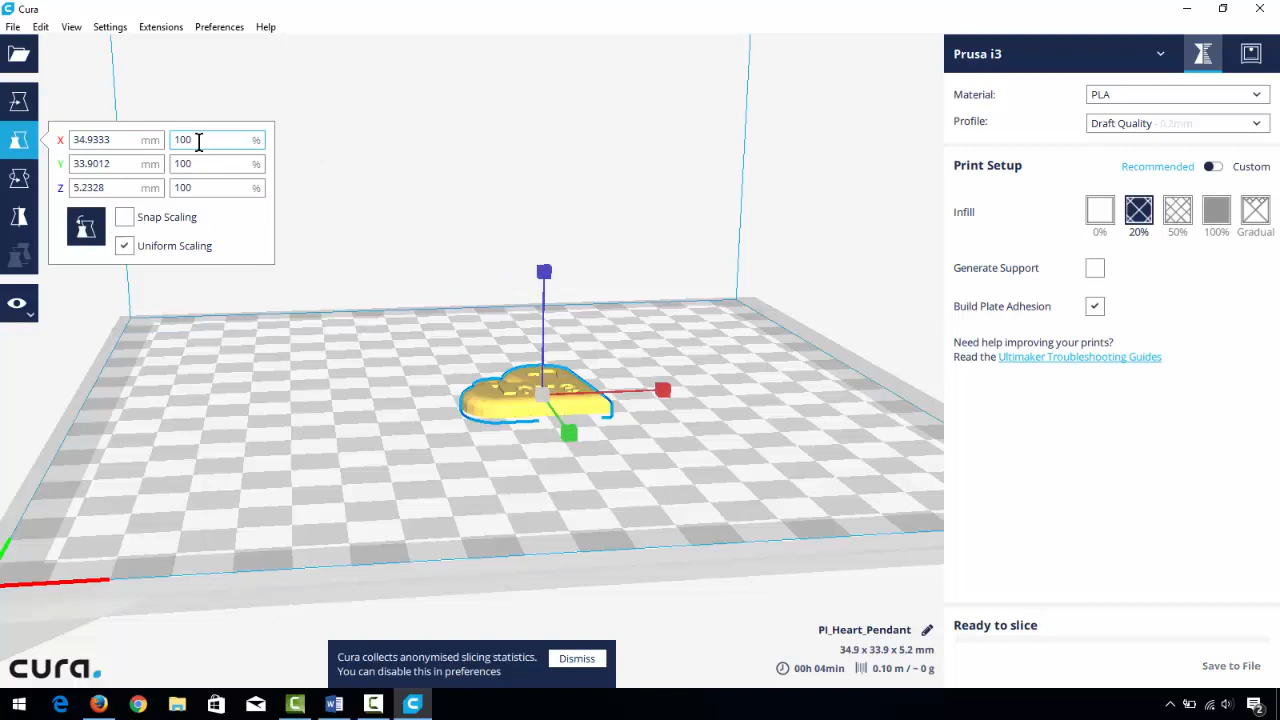 Cura
File Edit View Settings Extensions Preferences Help
Prusa i3
Material: PLA
Profile: Draft Quality - 0.2mm
X 34.9333 mm 100 %
Y 33.9012 mm 100 %
Z 5.2328 mm 100 %
Snap Scaling
Uniform Scaling
Print Setup Recommended Custom
Infill
0% 20% 50% 100% Gradual
Generate Support
Build Plate Adhesion
Need help improving your prints?
Read the Ultimaker Troubleshooting Guides
Ready to slice
Save to File
PI_Heart_Pendant
34.9 x 33.9 x 5.2 mm
00h 04min 0.10 m / ~ 0 g
Cura collects anonymised slicing statistics.
You can disable this in preferences
Dismiss
cura.
2